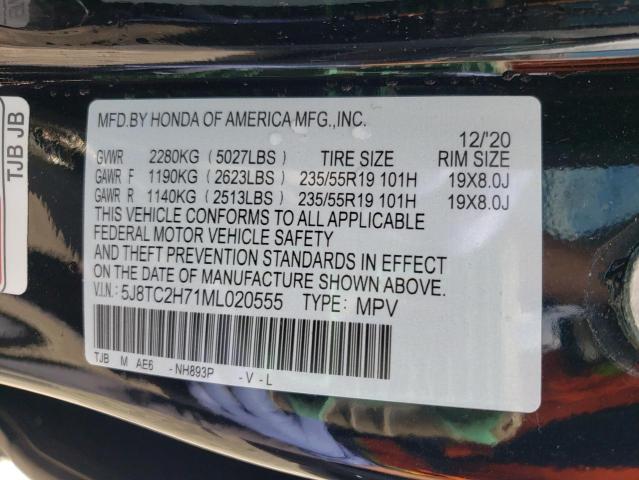 TJB JB
MFD.BY HONDA OF AMERICA MFG.,INC.
12/'20
GVWR 2280KG (5027LBS) TIRE SIZE RIM SIZE
GAWR F 1190KG (2623LBS) 235/55R19 101H 19X8.0J
GAWR R 1140KG (2513LBS) 235/55R19 101H 19X8.0J
THIS VEHICLE CONFORMS TO ALL APPLICABLE
FEDERAL MOTOR VEHICLE SAFETY
AND THEFT PREVENTION STANDARDS IN EFFECT
ON THE DATE OF MANUFACTURE SHOWN ABOVE.
V.I.N.: 5J8TC2H71ML020555 TYPE: MPV
TJB M AE6 -NH893P -V-L